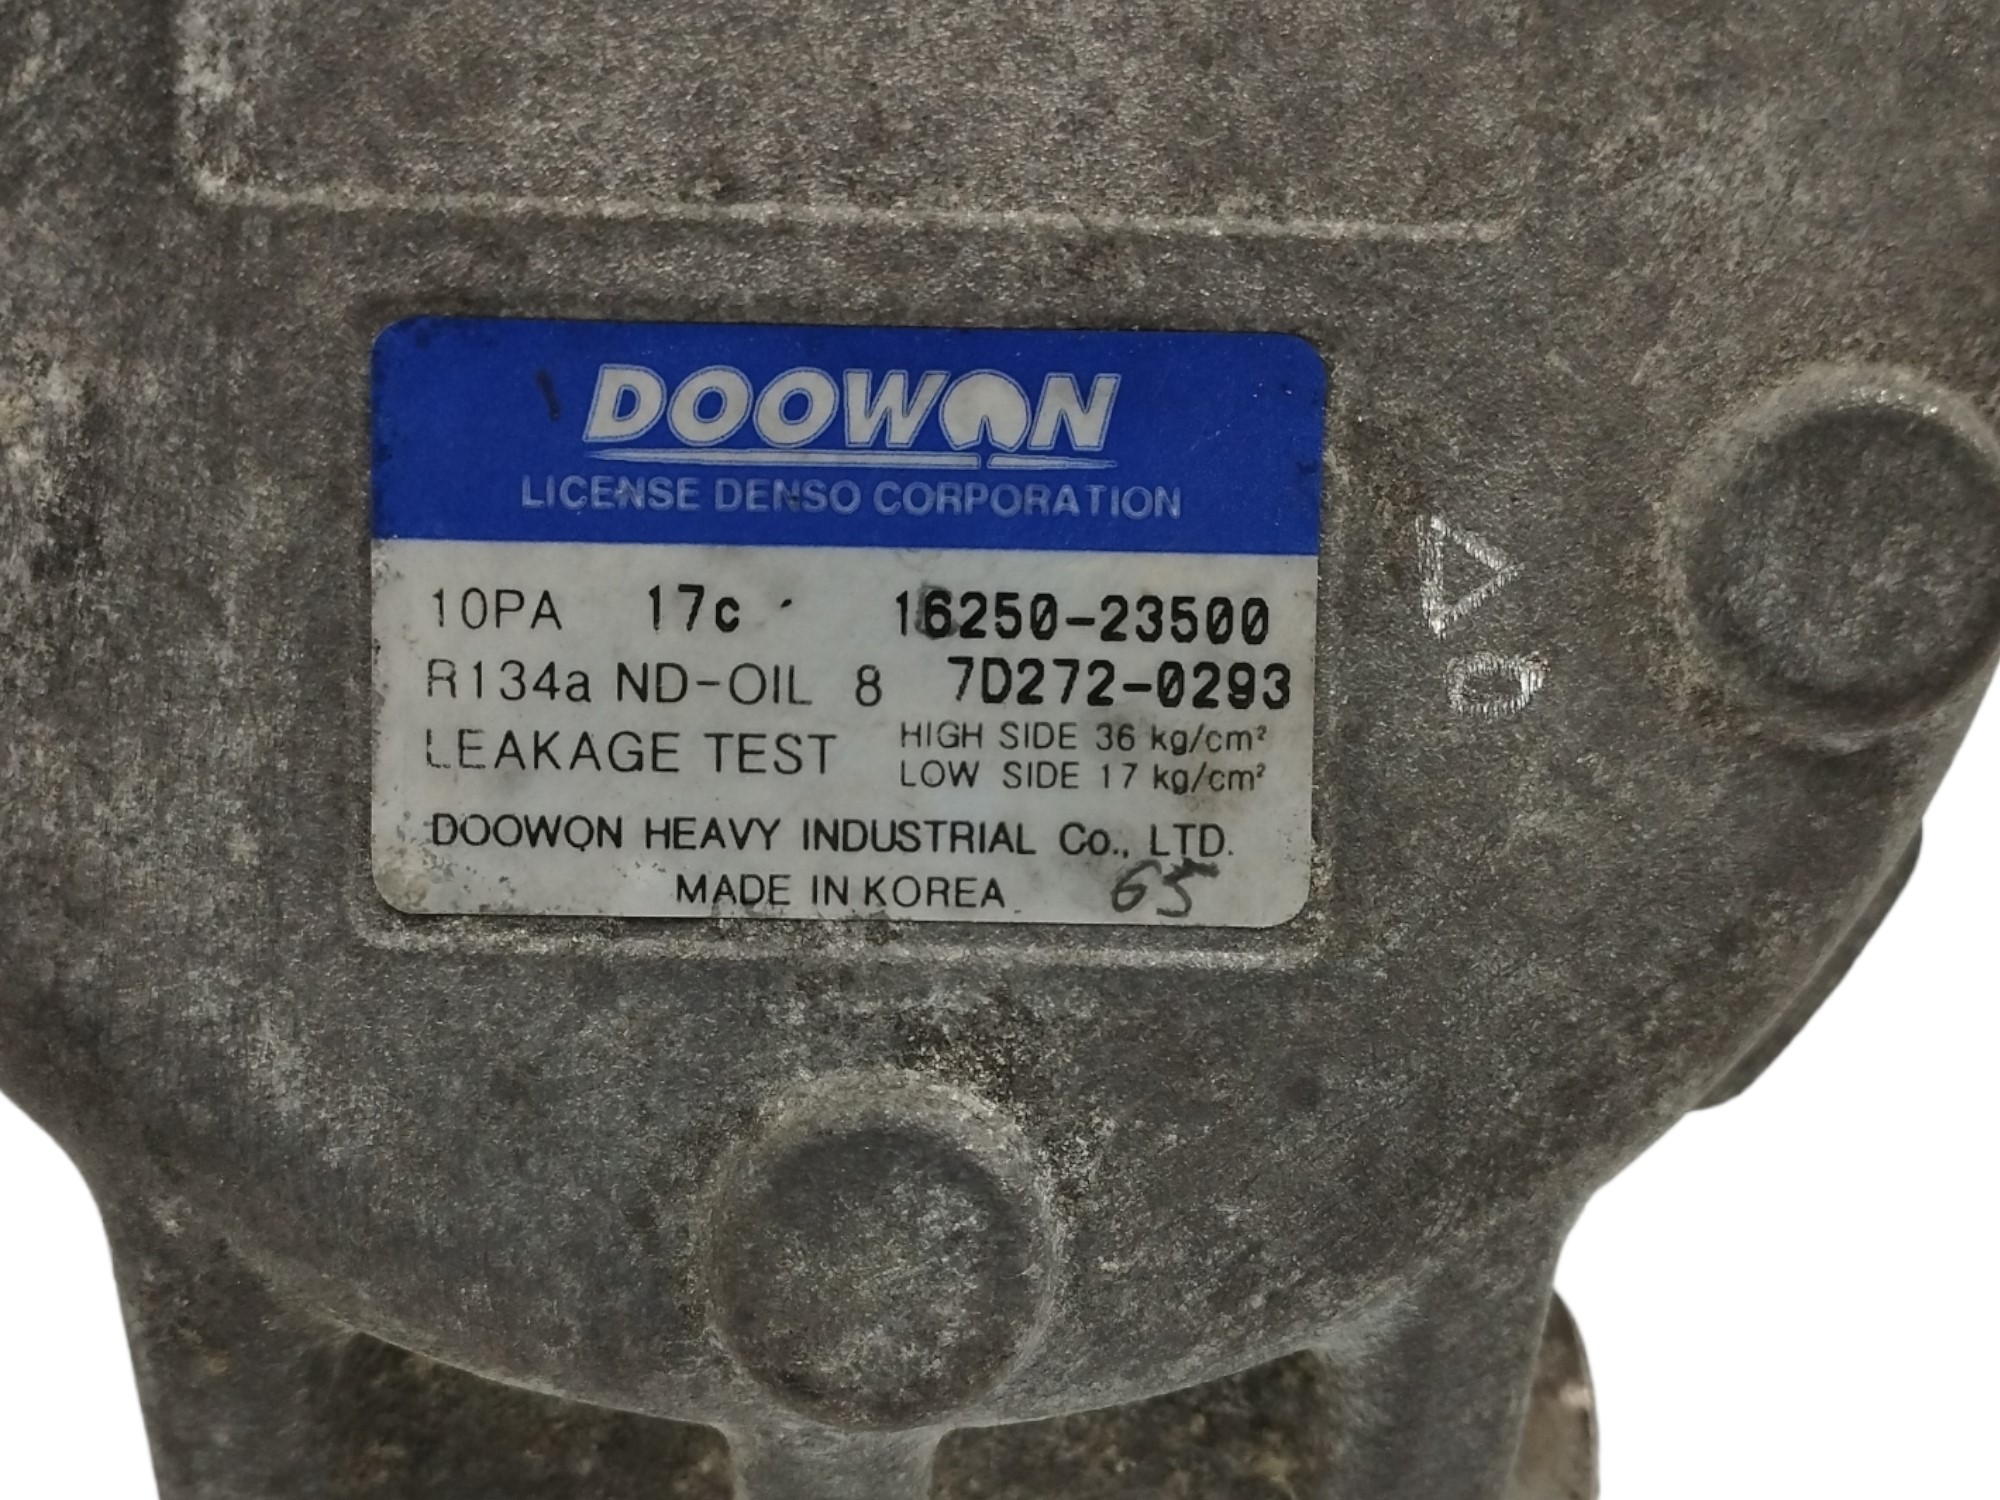 DOOWON
LICENSE DENSO CORPORATION
10PA 17c 16250-23500
R134a ND-OIL 8 7D272-0293
LEAKAGE TEST HIGH SIDE 36 kg/cm²
LOW SIDE 17 kg/cm²
DOOWON HEAVY INDUSTRIAL Co., LTD.
MADE IN KOREA 65